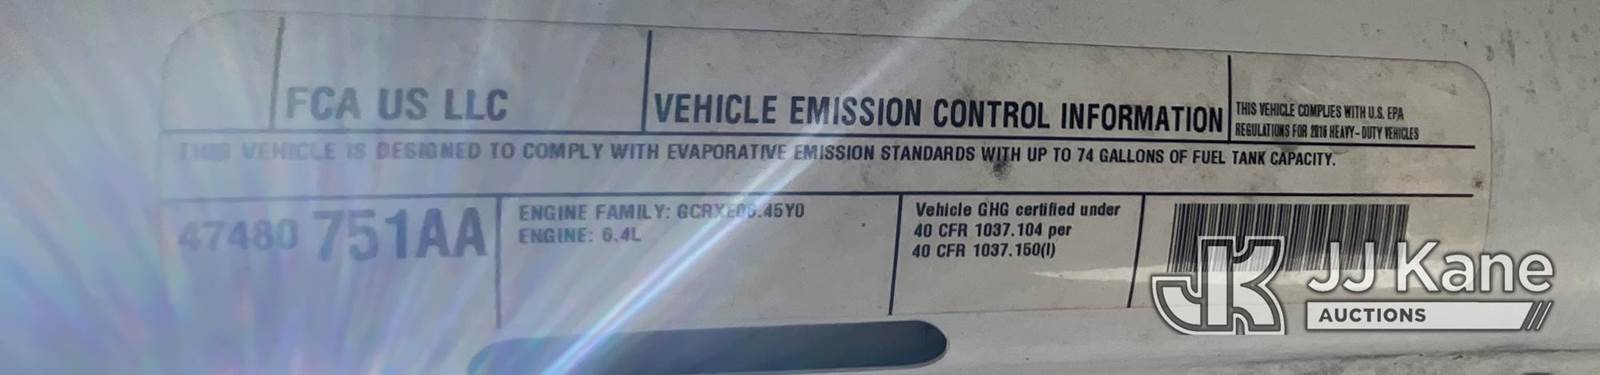 FCA US LLC
VEHICLE EMISSION CONTROL INFORMATION
THIS VEHICLE COMPLIES WITH U.S. EPA
REGULATIONS FOR 2016 HEAVY-DUTY VEHICLES
THIS VEHICLE IS DESIGNED TO COMPLY WITH EVAPORATIVE EMISSION STANDARDS WITH UP TO 74 GALLONS OF FUEL TANK CAPACITY.
47480 751AA
ENGINE FAMILY: GCRXE06.45Y0
ENGINE: 6.4L
Vehicle GHG certified under
40 CFR 1037.104 per
40 CFR 1037.150(l)
JK JJ Kane
AUCTIONS